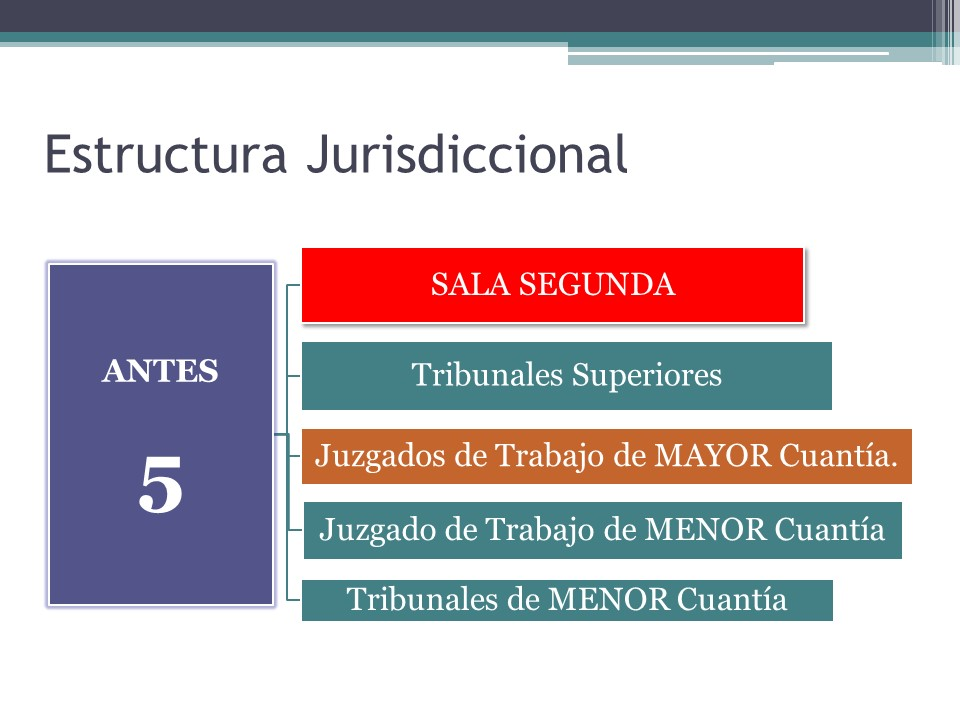 Estructura Jurisdiccional
ANTES
5
SALA SEGUNDA
Tribunales Superiores
Juzgados de Trabajo de MAYOR Cuantía.
Juzgado de Trabajo de MENOR Cuantía
Tribunales de MENOR Cuantía